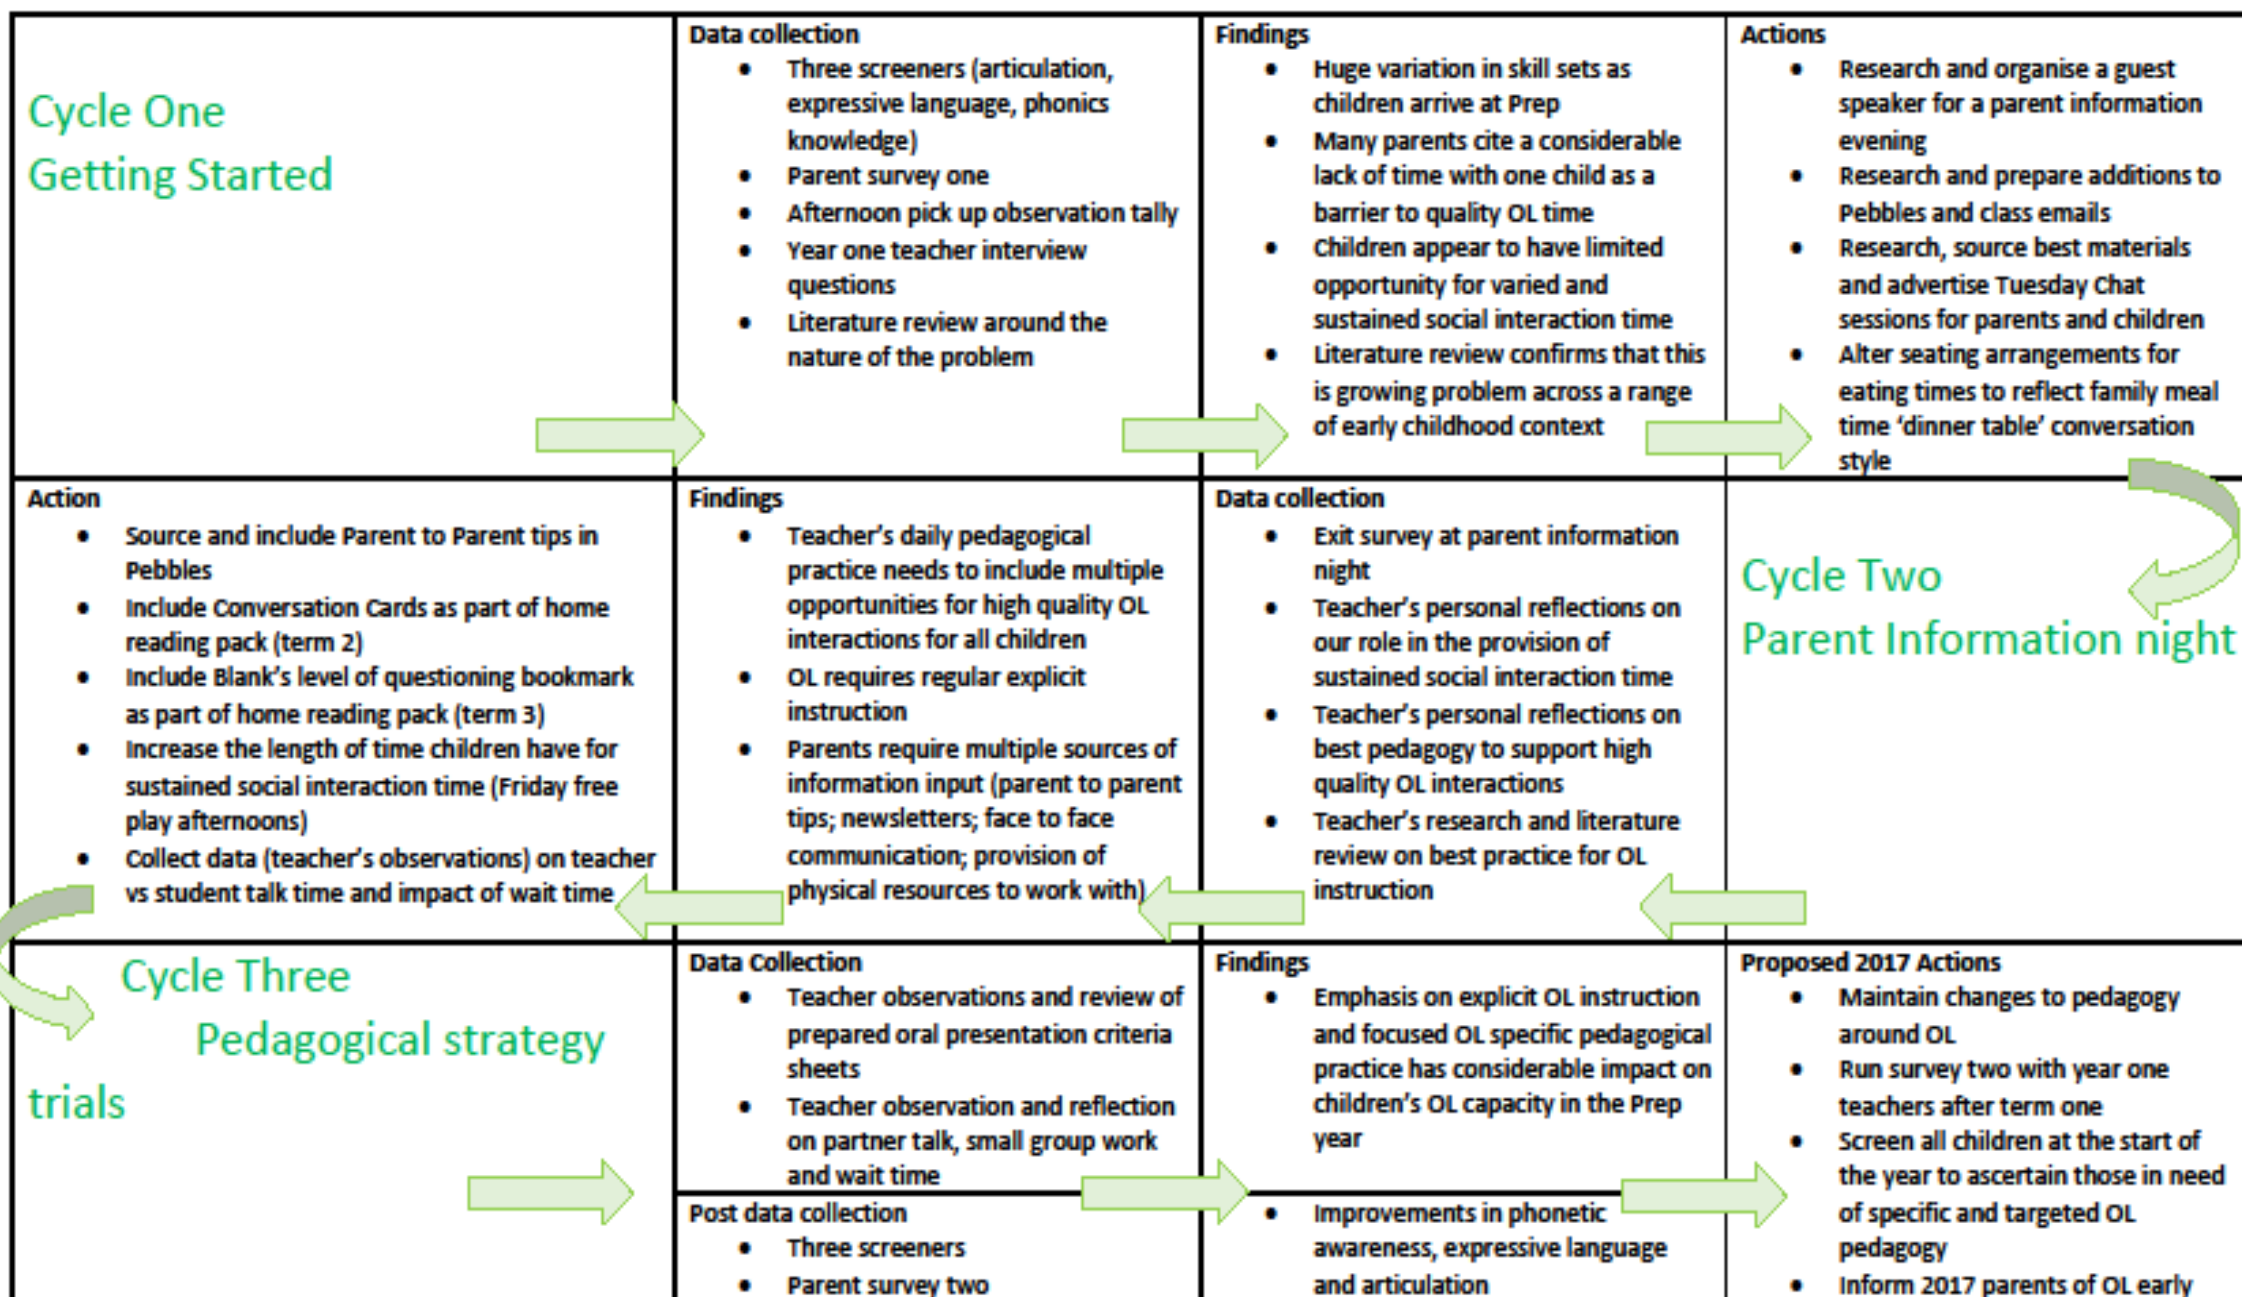 Cycle One
Getting Started
Data collection
• Three screeners (articulation,
expressive language, phonics
knowledge)
• Parent survey one
• Afternoon pick up observation tally
• Year one teacher interview
questions
• Literature review around the
nature of the problem
Findings
• Huge variation in skill sets as
children arrive at Prep
• Many parents cite a considerable
lack of time with one child as a
barrier to quality OL time
• Children appear to have limited
opportunity for varied and
sustained social interaction time
• Literature review confirms that this
is growing problem across a range
of early childhood context
Actions
• Research and organise a guest
speaker for a parent information
evening
• Research and prepare additions to
Pebbles and class emails
• Research, source best materials
and advertise Tuesday Chat
sessions for parents and children
• Alter seating arrangements for
eating times to reflect family meal
time ‘dinner table’ conversation
style
Cycle Two
Parent Information night
Data collection
• Exit survey at parent information
night
• Teacher’s personal reflections on
our role in the provision of
sustained social interaction time
• Teacher’s personal reflections on
best pedagogy to support high
quality OL interactions
• Teacher’s research and literature
review on best practice for OL
instruction
Findings
• Teacher’s daily pedagogical
practice needs to include multiple
opportunities for high quality OL
interactions for all children
• OL requires regular explicit
instruction
• Parents require multiple sources of
information input (parent to parent
tips; newsletters; face to face
communication; provision of
physical resources to work with)
Action
• Source and include Parent to Parent tips in
Pebbles
• Include Conversation Cards as part of home
reading pack (term 2)
• Include Blank’s level of questioning bookmark
as part of home reading pack (term 3)
• Increase the length of time children have for
sustained social interaction time (Friday free
play afternoons)
• Collect data (teacher’s observations) on teacher
vs student talk time and impact of wait time
Cycle Three
Pedagogical strategy
trials
Data Collection
• Teacher observations and review of
prepared oral presentation criteria
sheets
• Teacher observation and reflection
on partner talk, small group work
and wait time
Post data collection
• Three screeners
• Parent survey two
Findings
• Emphasis on explicit OL instruction
and focused OL specific pedagogical
practice has considerable impact on
children’s OL capacity in the Prep
year
• Improvements in phonetic
awareness, expressive language
and articulation
Proposed 2017 Actions
• Maintain changes to pedagogy
around OL
• Run survey two with year one
teachers after term one
• Screen all children at the start of
the year to ascertain those in need
of specific and targeted OL
pedagogy
• Inform 2017 parents of OL early